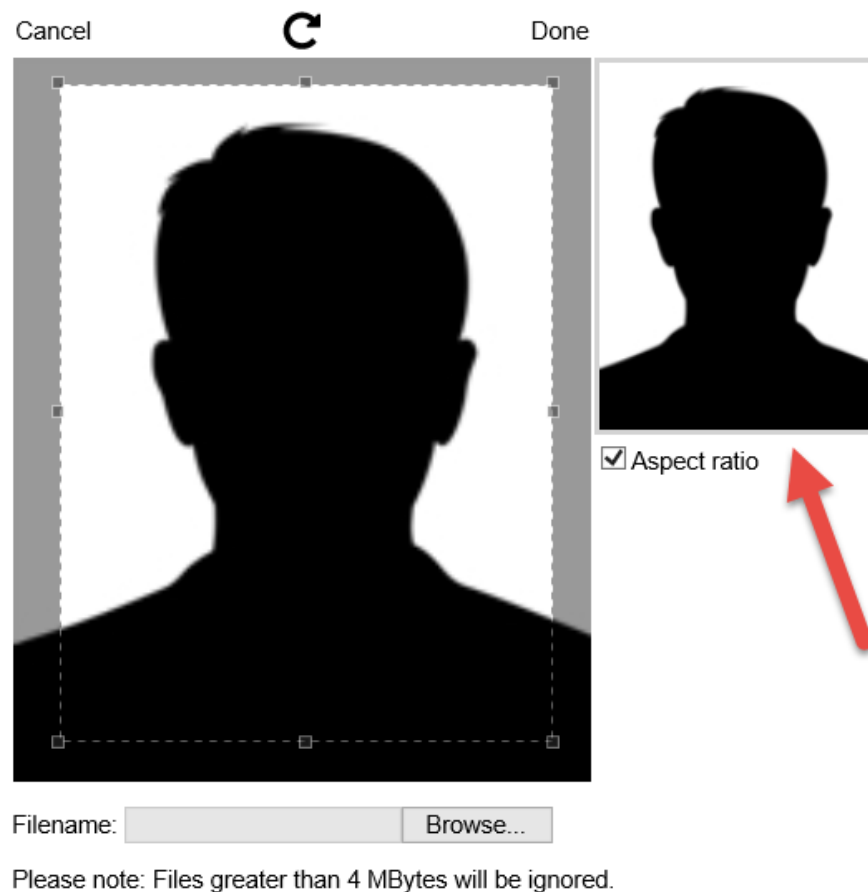 Cancel Done
Aspect ratio
Filename: Browse...
Please note: Files greater than 4 MBytes will be ignored.